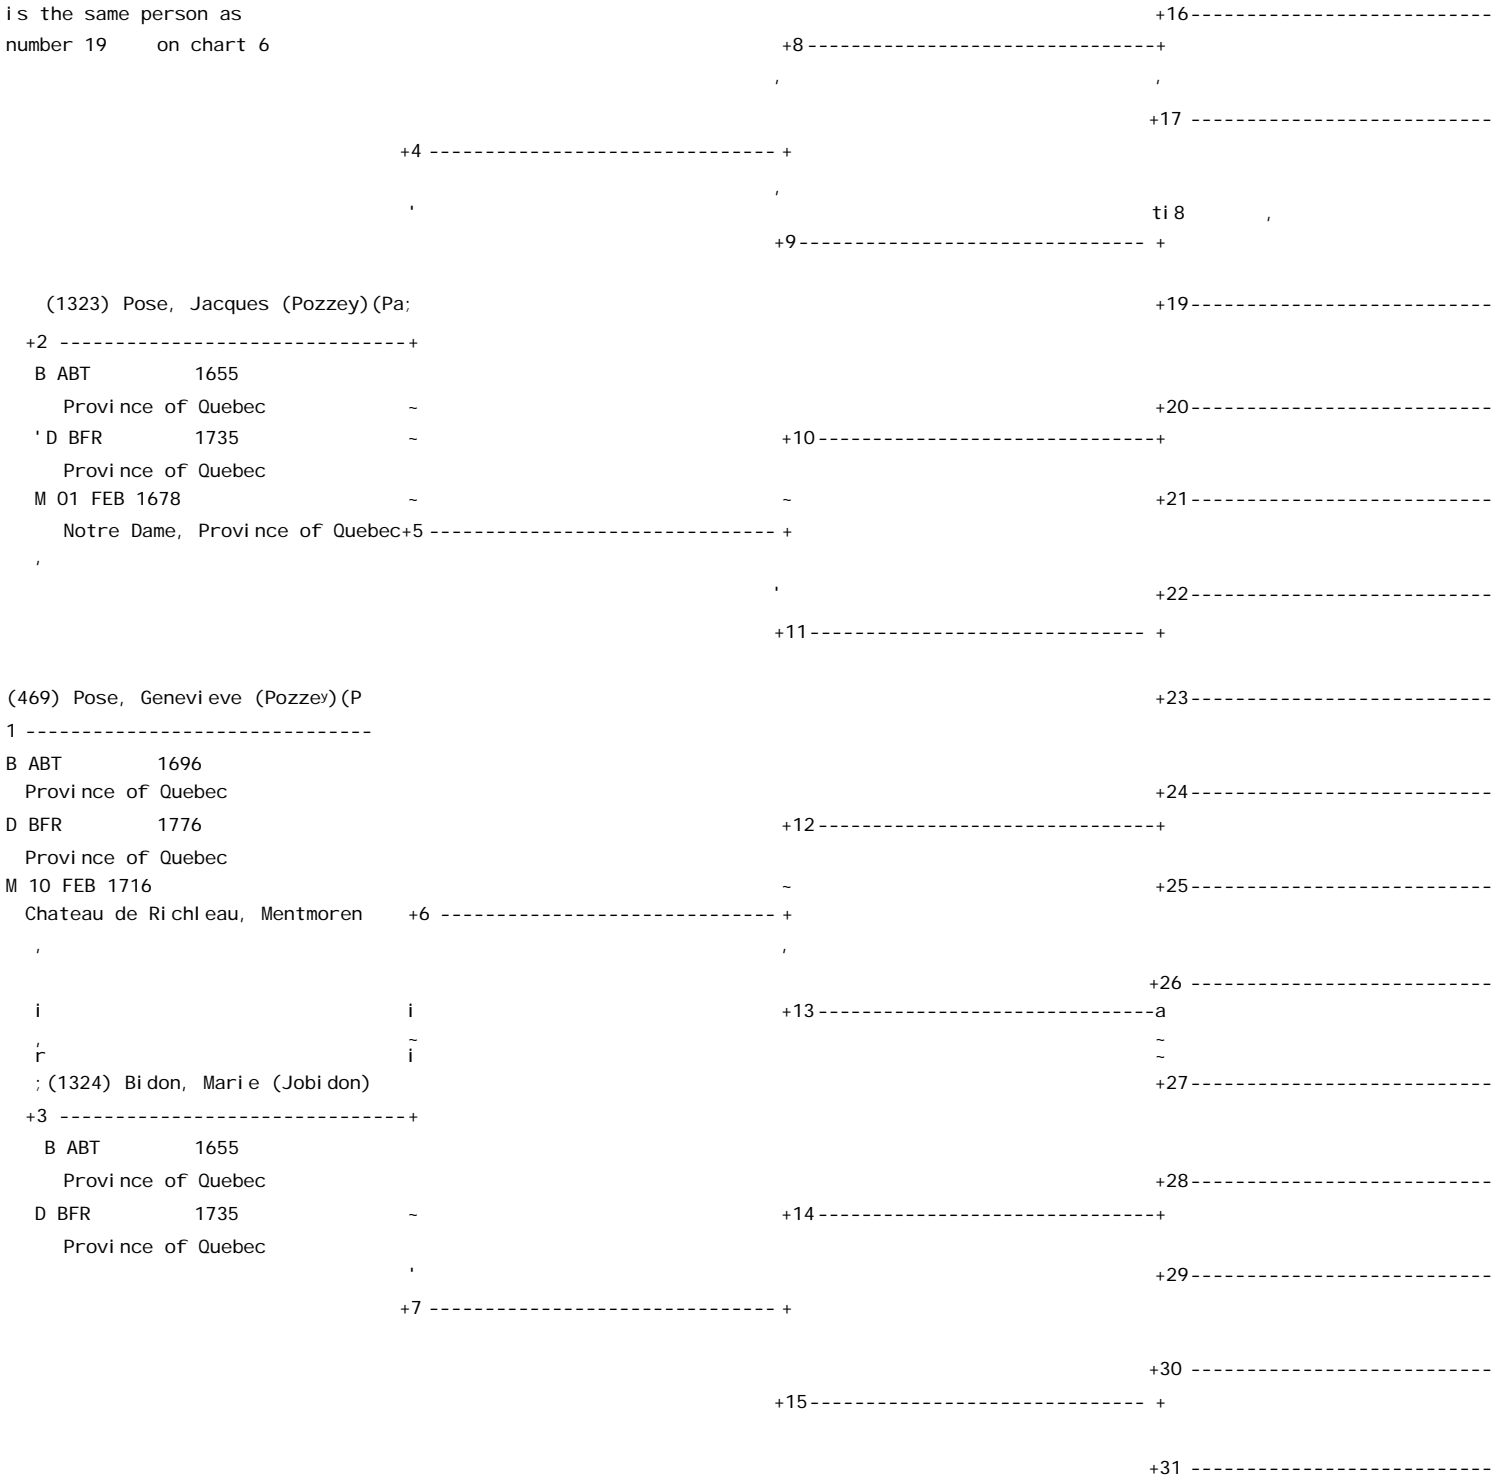 is the same person as +16---------------------------
number 19 on chart 6 +8-------------------------------+
, ,
+17 ---------------------------
+4 ------------------------------- +
,
' ti8 ,
+9------------------------------- +
(1323) Pose, Jacques (Pozzey)(Pa; +19---------------------------
+2 -------------------------------+
B ABT 1655
Province of Quebec ~ +20---------------------------
'D BFR 1735 ~ +10------------------------------+
Province of Quebec
M 01 FEB 1678 ~ ~ +21---------------------------
Notre Dame, Province of Quebec+5 ------------------------------- +
,
' +22---------------------------
+11------------------------------ +
(469) Pose, Genevieve (Pozzey)(P +23---------------------------
1 -------------------------------
B ABT 1696
Province of Quebec +24---------------------------
D BFR 1776 +12------------------------------+
Province of Quebec
M 10 FEB 1716 ~ +25---------------------------
Chateau de Richleau, Mentmoren +6 ------------------------------ +
, ,
+26 ---------------------------
i i +13------------------------------a
, ~ ~
r i ~
;(1324) Bidon, Marie (Jobidon) +27---------------------------
+3 -------------------------------+
B ABT 1655
Province of Quebec +28---------------------------
D BFR 1735 ~ +14------------------------------+
Province of Quebec
' +29---------------------------
+7 ------------------------------- +
+30 ---------------------------
+15------------------------------ +
+31 ---------------------------